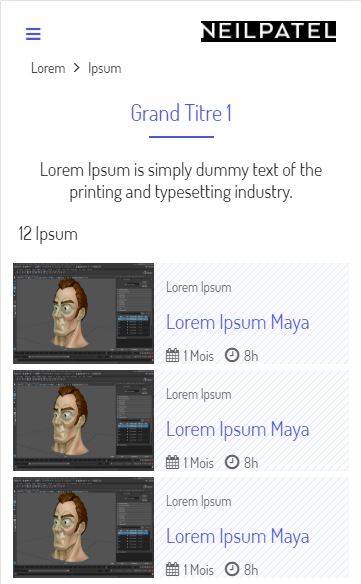 NEILPATEL
Lorem > Ipsum
Grand Titre 1
Lorem Ipsum is simply dummy text of the
printing and typesetting industry.
12 Ipsum
Lorem Ipsum
Lorem Ipsum Maya
1 Mois 8h
Lorem Ipsum
Lorem Ipsum Maya
1 Mois 8h
Lorem Ipsum
Lorem Ipsum Maya
1 Mois 8h